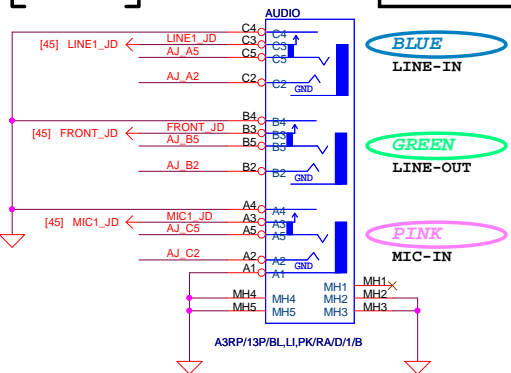 AUDIO
C4 C4
[45] LINE1_JD LINE1_JD C3 C3 BLUE
AJ_A5 C5 C5
LINE-IN
AJ_A2 C2 C2
GND
B4 B4
[45] FRONT_JD FRONT_JD B3 B3
AJ_B5 B5 B5 GREEN
AJ_B2 B2 B2 LINE-OUT
GND
A4 A4
[45] MIC1_JD MIC1_JD A3 A3
AJ_C5 A5 A5 PINK
MIC-IN
AJ_C2 A2 A2
GND
A1 A1
MH1 MH1
MH4 MH4 MH2 MH2
MH5 MH5 MH3 MH3
A3RP/13P/BL,LI,PK/RA/D/1/B